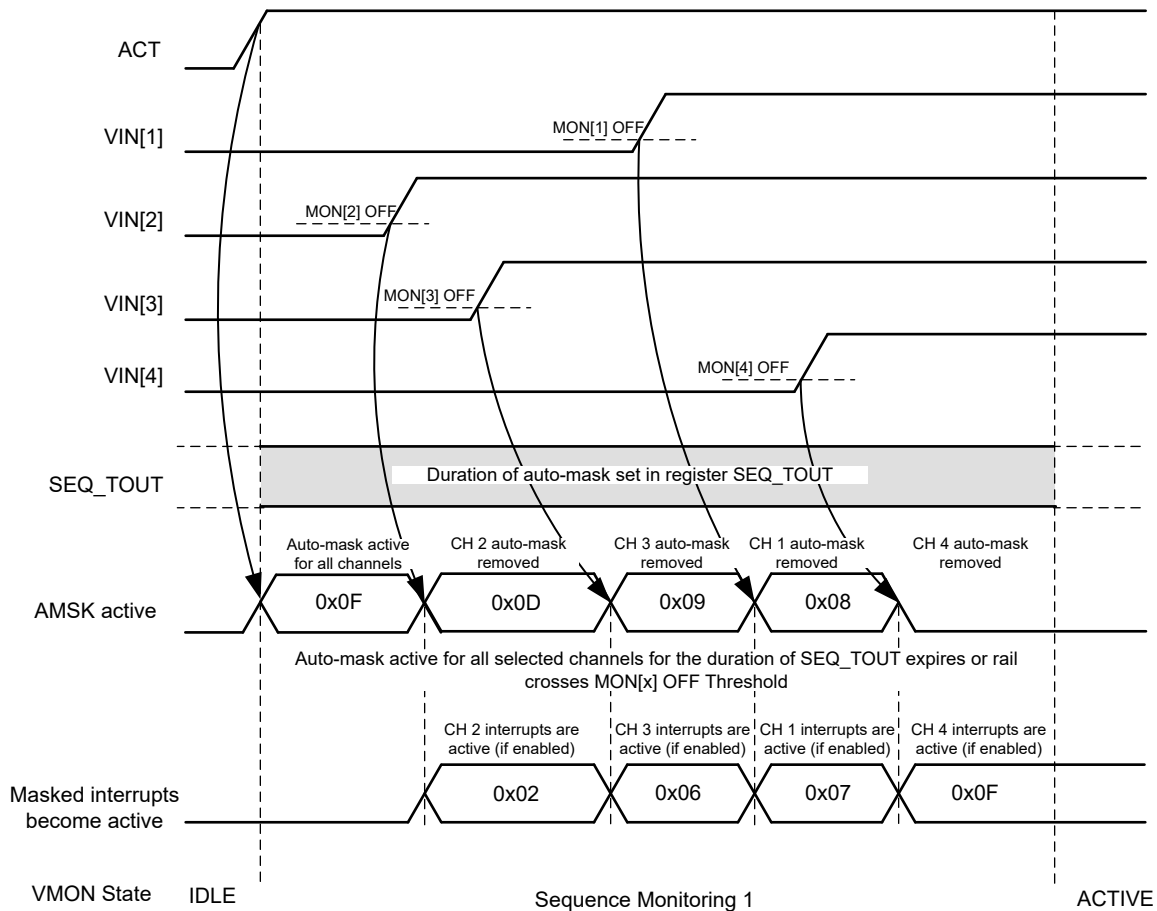 ACT
MON[1] OFF
VIN[1]
MON[2] OFF
VIN[2]
MON[3] OFF
VIN[3]
MON[4] OFF
VIN[4]
Duration of auto-mask set in register SEQ_TOUT
SEQ_TOUT
Auto-mask active
for all channels
CH 2 auto-mask
removed
CH 3 auto-mask
removed
CH 1 auto-mask
removed
CH 4 auto-mask
removed
AMSK active
0x0F
0x0D
0x09
0x08
Auto-mask active for all selected channels for the duration of SEQ_TOUT expires or rail
crosses MON[x] OFF Threshold
CH 2 interrupts are
active (if enabled)
CH 3 interrupts are
active (if enabled)
CH 1 interrupts are
active (if enabled)
CH 4 interrupts are
active (if enabled)
Masked interrupts
become active
0x02
0x06
0x07
0x0F
VMON State
IDLE
Sequence Monitoring 1
ACTIVE